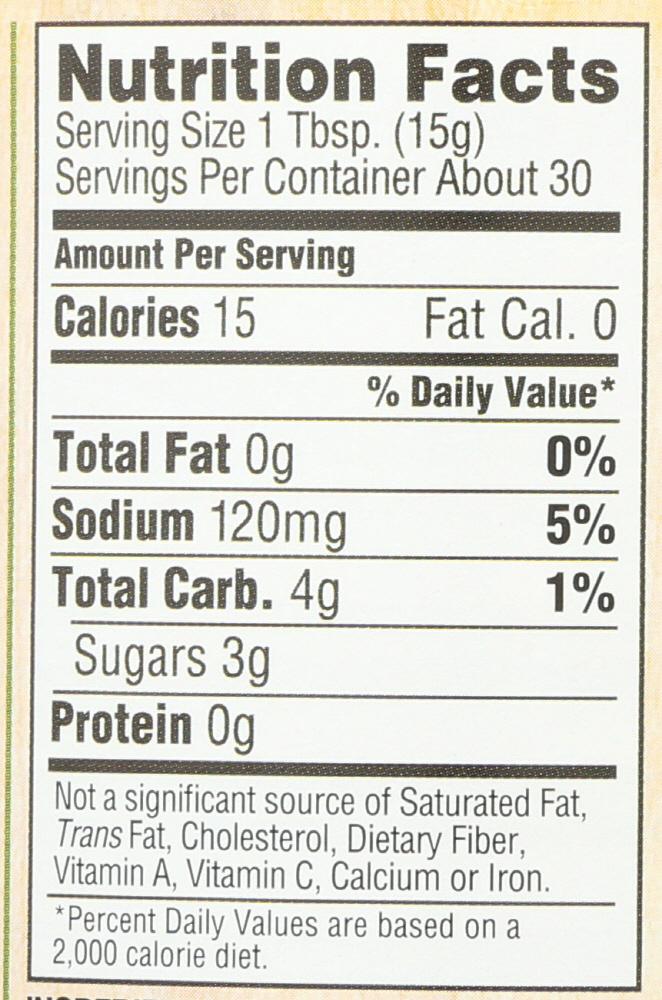 Nutrition Facts
Serving Size 1 Tbsp. (15g)
Servings Per Container About 30
Amount Per Serving
Calories 15 Fat Cal. 0
% Daily Value*
Total Fat 0g 0%
Sodium 120mg 5%
Total Carb. 4g 1%
Sugars 3g
Protein 0g
Not a significant source of Saturated Fat,
Trans Fat, Cholesterol, Dietary Fiber,
Vitamin A, Vitamin C, Calcium or Iron.
*Percent Daily Values are based on a
2,000 calorie diet.